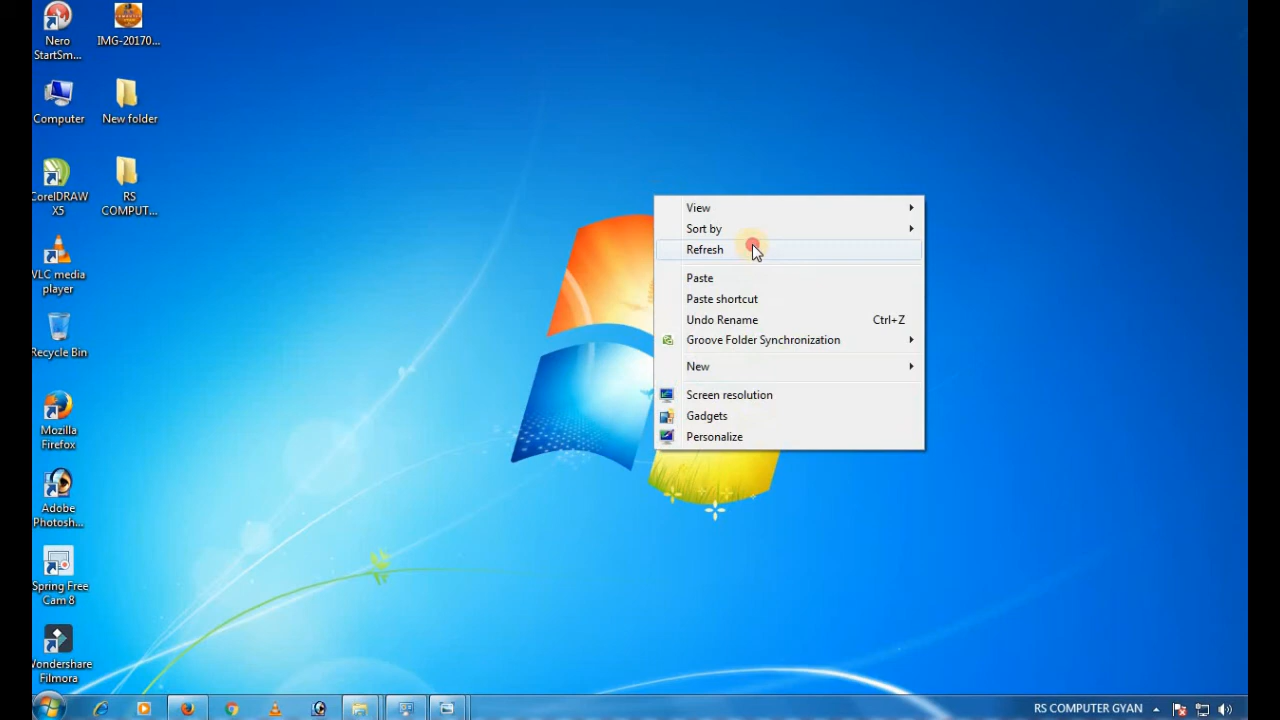 Nero
StartSm...
IMG-20170...
Computer
New folder
CorelDRAW
X5
RS
COMPUT...
VLC media
player
Recycle Bin
Mozilla
Firefox
Adobe
Photosh...
Spring Free
Cam 8
Wondershare
Filmora
View
Sort by
Refresh
Paste
Paste shortcut
Undo Rename Ctrl+Z
Groove Folder Synchronization
New
Screen resolution
Gadgets
Personalize
RS COMPUTER GYAN